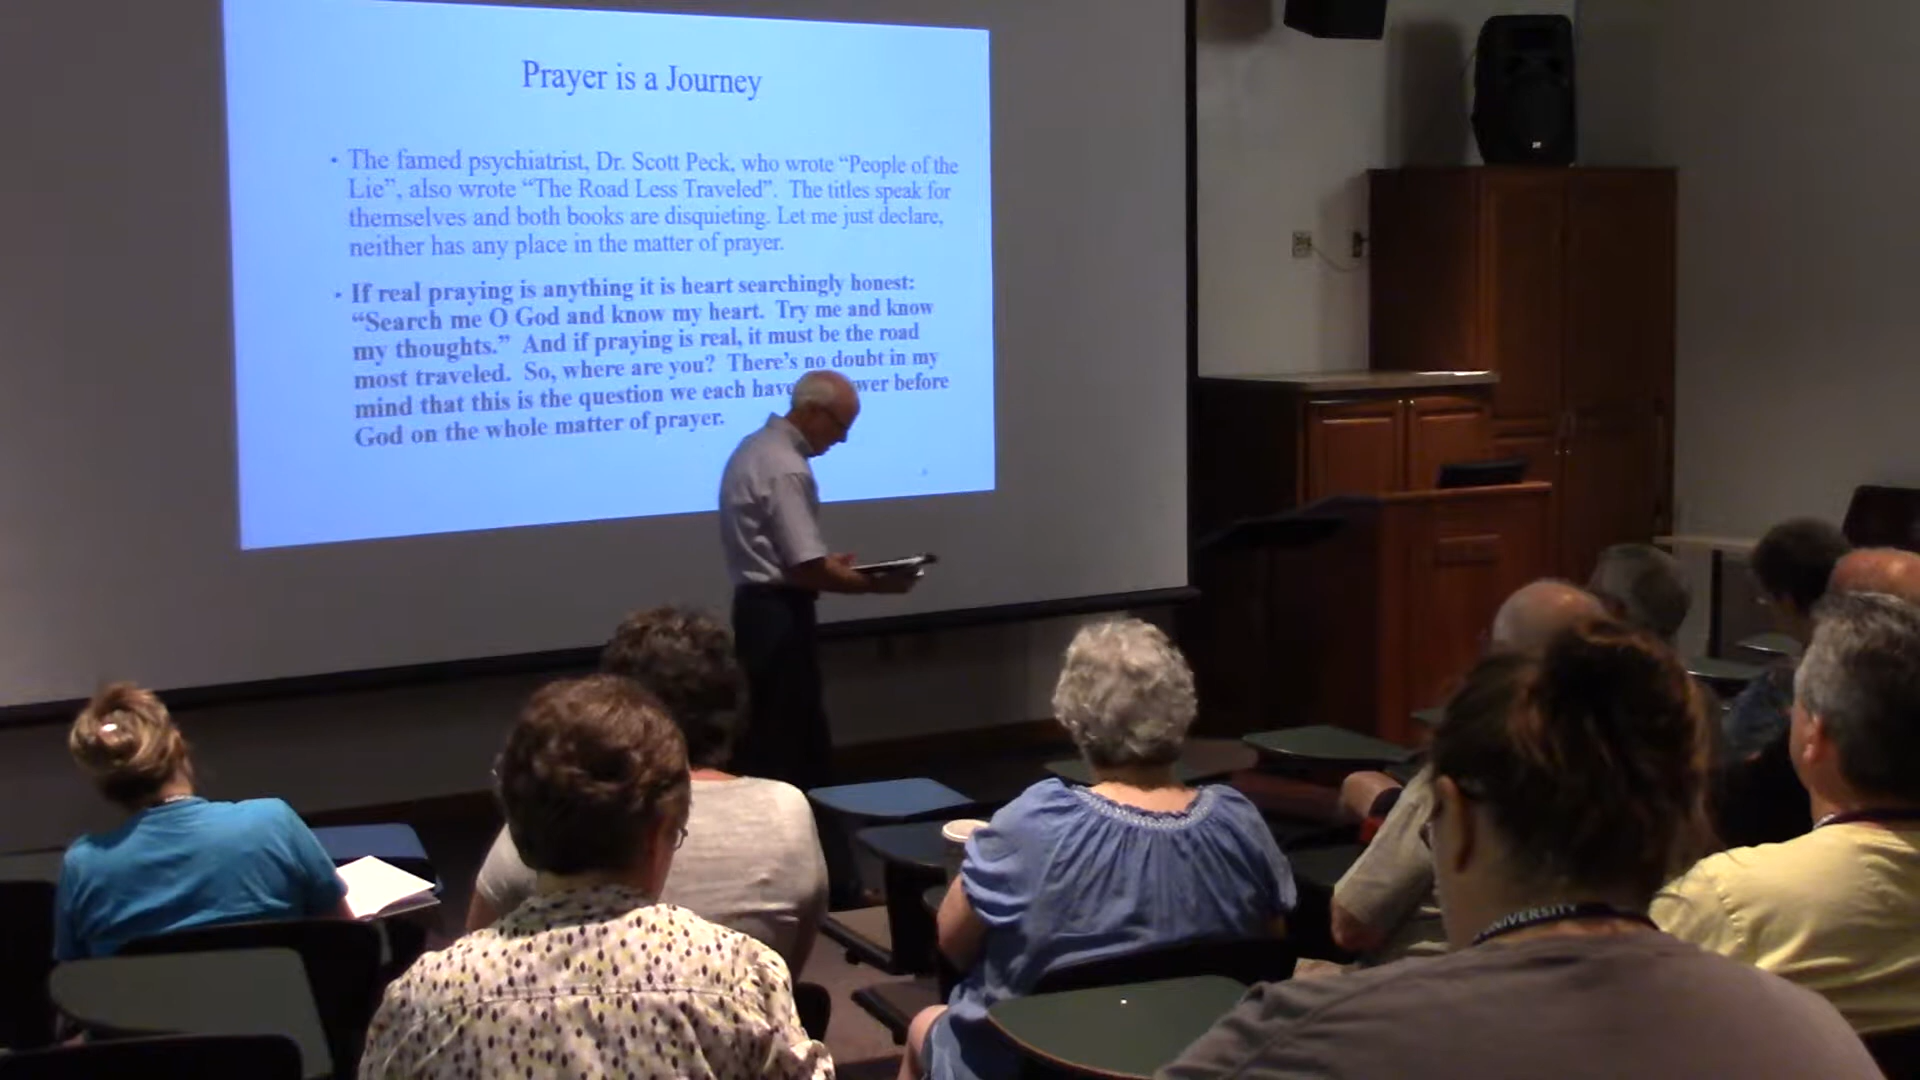 Prayer is a Journey
• The famed psychiatrist, Dr. Scott Peck, who wrote “People of the
Lie”, also wrote “The Road Less Traveled”. The titles speak for
themselves and both books are disquieting. Let me just declare,
neither has any place in the matter of prayer.
• If real praying is anything it is heart searchingly honest:
“Search me O God and know my heart. Try me and know
my thoughts.” And if praying is real, it must be the road
most traveled. So, where are you? There’s no doubt in my
mind that this is the question we each have before
God on the whole matter of prayer.